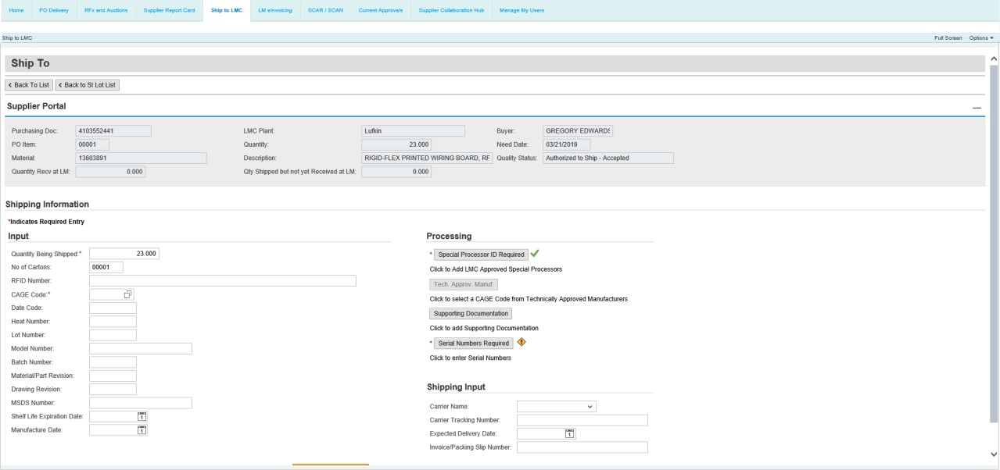 Home PO Delivery RFx and Auctions Supplier Report Card Ship to LMC LM eInvoicing SCAR / SCAN Current Approvals Supplier Collaboration Hub Manage My Users
Ship to LMC Full Screen Options
Ship To
Back To List Back to SI Lot List
Supplier Portal
Purchasing Doc: 4103552441 LMC Plant: Lufkin Buyer: GREGORY EDWARDS
PO Item: 00001 Quantity: 23.000 Need Date: 03/21/2019
Material: 13603891 Description: RIGID-FLEX PRINTED WIRING BOARD, RF Quality Status: Authorized to Ship - Accepted
Quantity Recv at LM: 0.000 Qty Shipped but not yet Received at LM: 0.000
Shipping Information
*Indicates Required Entry
Input
Quantity Being Shipped:* 23.000
No of Cartons: 00001
RFID Number:
CAGE Code:*
Date Code:
Heat Number:
Lot Number:
Model Number:
Batch Number:
Material/Part Revision:
Drawing Revision:
MSDS Number:
Shelf Life Expiration Date: 1
Manufacture Date: 1
Processing
* Special Processor ID Required
Click to Add LMC Approved Special Processors
Tech. Approv. Manuf.
Click to select a CAGE Code from Technically Approved Manufacturers
Supporting Documentation
Click to add Supporting Documentation
* Serial Numbers Required
Click to enter Serial Numbers
Shipping Input
Carrier Name:
Carrier Tracking Number:
Expected Delivery Date: 1
Invoice/Packing Slip Number: